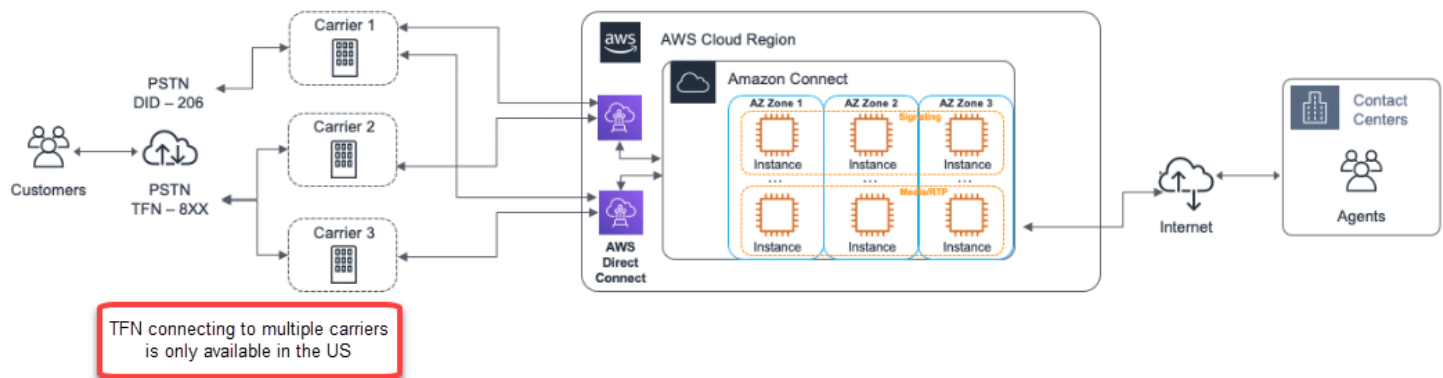 Customers
PSTN
DID – 206
PSTN
TFN – 8XX
Carrier 1
Carrier 2
Carrier 3
TFN connecting to multiple carriers
is only available in the US
aws
AWS Cloud Region
AWS
Direct
Connect
Amazon Connect
AZ Zone 1
AZ Zone 2
AZ Zone 3
Signaling
Instance
Instance
Instance
...
...
...
Media/RTP
Instance
Instance
Instance
Internet
Contact
Centers
Agents